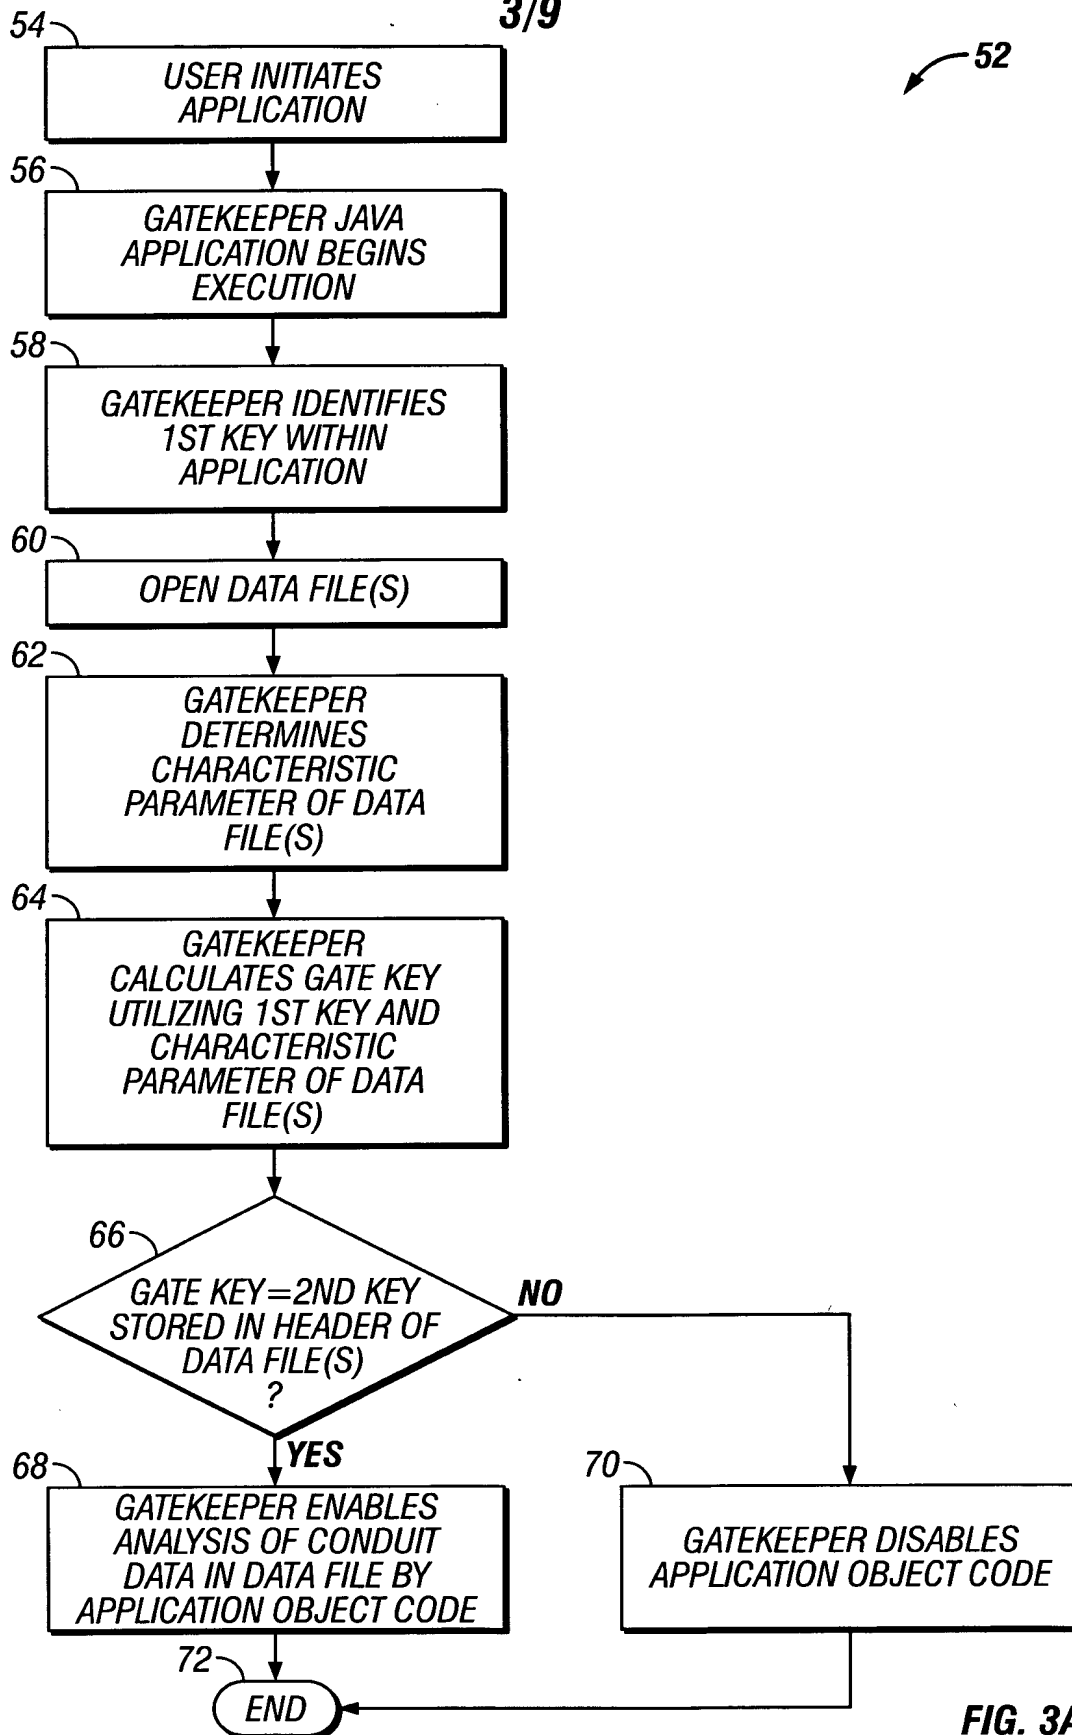 3/9
54
52
USER INITIATES
APPLICATION
56
GATEKEEPER JAVA
APPLICATION BEGINS
EXECUTION
58
GATEKEEPER IDENTIFIES
1ST KEY WITHIN
APPLICATION
60
OPEN DATA FILE(S)
62
GATEKEEPER
DETERMINES
CHARACTERISTIC
PARAMETER OF DATA
FILE(S)
64
GATEKEEPER
CALCULATES GATE KEY
UTILIZING 1ST KEY AND
CHARACTERISTIC
PARAMETER OF DATA
FILE(S)
66
GATE KEY=2ND KEY
STORED IN HEADER OF
DATA FILE(S)
?
NO
YES
68
GATEKEEPER ENABLES
ANALYSIS OF CONDUIT
DATA IN DATA FILE BY
APPLICATION OBJECT CODE
70
GATEKEEPER DISABLES
APPLICATION OBJECT CODE
72
END
FIG. 3A